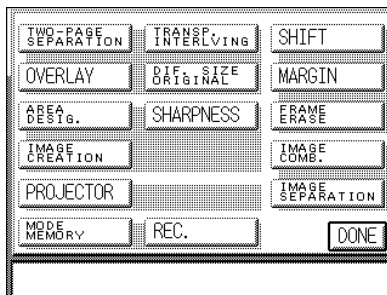 TWO-PAGE
SEPARATION
TRANSP.
INTERLVING
SHIFT
OVERLAY
DIF. SIZE
ORIGINAL
MARGIN
AREA
DESIG.
SHARPNESS
FRAME
ERASE
IMAGE
CREATION
IMAGE
COMB.
PROJECTOR
IMAGE
SEPARATION
MODE
MEMORY
REC.
DONE